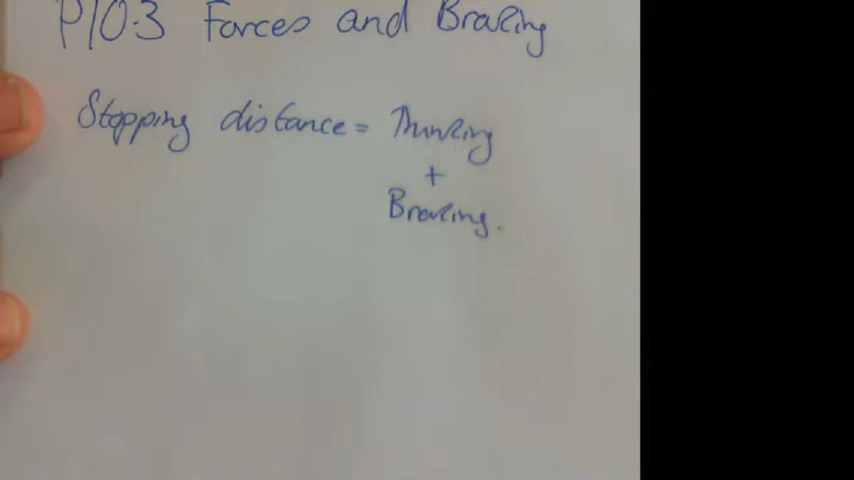 P10.3 Forces and Braking
Stopping distance = Thinking
+
Braking.